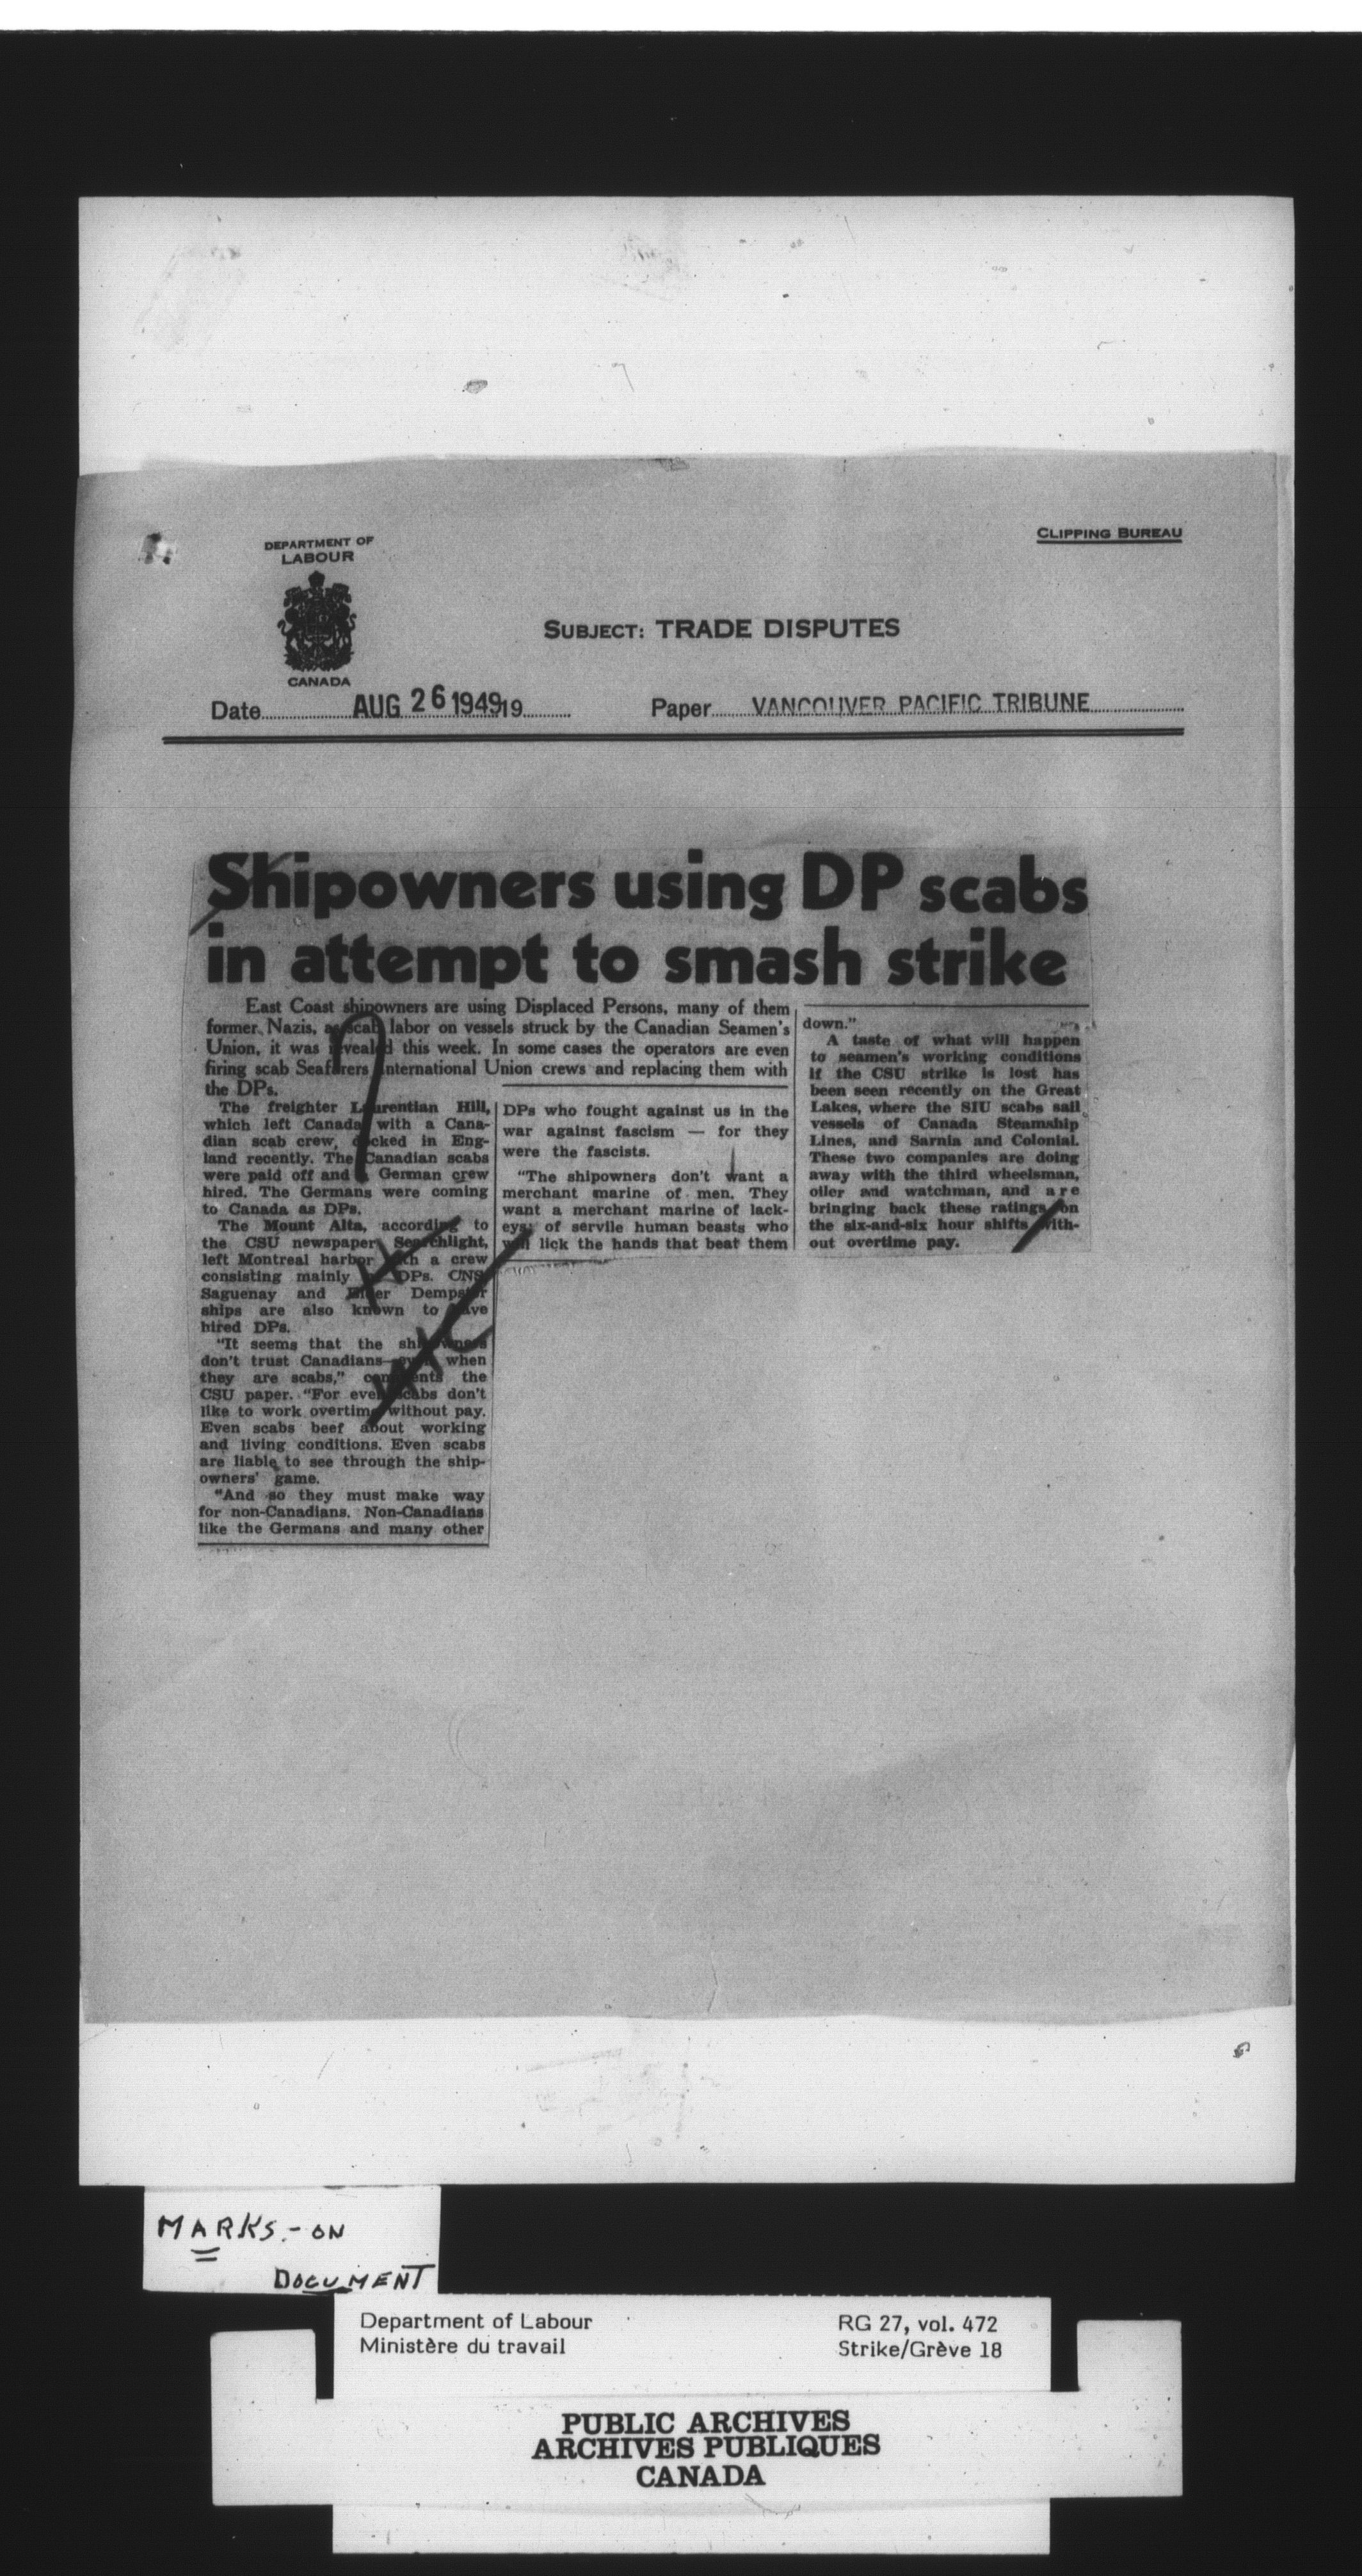 DEPARTMENT OF
LABOUR
CANADA
CLIPPING BUREAU
SUBJECT: TRADE DISPUTES
Date AUG 26 1949 19
Paper VANCOUVER PACIFIC TRIBUNE
Shipowners using DP scabs
in attempt to smash strike
East Coast shipowners are using Displaced Persons, many of them
former Nazis, as scab labor on vessels struck by the Canadian Seamen's
Union, it was revealed this week. In some cases the operators are even
firing scab Seafarers International Union crews and replacing them with
the DPs.
The freighter Laurentian Hill,
which left Canada with a Cana-
dian scab crew, docked in Eng-
land recently. The Canadian scabs
were paid off and a German crew
hired. The Germans were coming
to Canada as DPs.
The Mount Alta, according to
the CSU newspaper Searchlight,
left Montreal harbor with a crew
consisting mainly of DPs. CNS,
Saguenay and Elder Dempster
ships are also known to have
hired DPs.
"It seems that the shipowners
don't trust Canadians—even when
they are scabs," comments the
CSU paper. "For even scabs don't
like to work overtime without pay.
Even scabs beef about working
and living conditions. Even scabs
are liable to see through the ship-
owners' game.
"And so they must make way
for non-Canadians. Non-Canadians
like the Germans and many other
DPs who fought against us in the
war against fascism — for they
were the fascists.
"The shipowners don't want a
merchant marine of men. They
want a merchant marine of lack-
eys; of servile human beasts who
will lick the hands that beat them
down."
A taste of what will happen
to seamen's working conditions
if the CSU strike is lost has
been seen recently on the Great
Lakes, where the SIU scabs sail
vessels of Canada Steamship
Lines, and Sarnia and Colonial.
These two companies are doing
away with the third wheelsman,
oiler and watchman, and are
bringing back these ratings on
the six-and-six hour shifts with-
out overtime pay.
MARKS - ON
DOCUMENT
Department of Labour
Ministère du travail
RG 27, vol. 472
Strike/Grève 18
PUBLIC ARCHIVES
ARCHIVES PUBLIQUES
CANADA